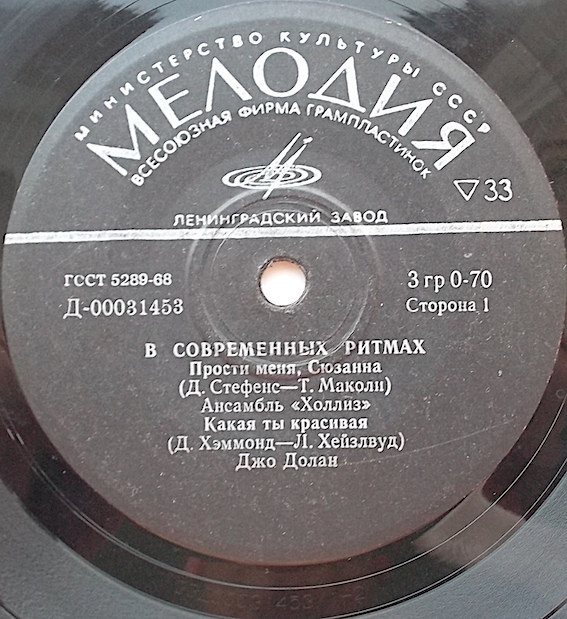 МИНИСТЕРСТВО КУЛЬТУРЫ СССР
МЕЛОДИЯ
ВСЕСОЮЗНАЯ ФИРМА ГРАМПЛАСТИНОК
▽33
ЛЕНИНГРАДСКИЙ ЗАВОД
ГССТ 5289-68
3 гр 0-70
Д-00031453
Сторона 1
В СОВРЕМЕННЫХ РИТМАХ
Прости меня, Сюзанна
(Д. Стефенс—Т. Маколи)
Ансамбль «Холлиз»
Какая ты красивая
(Д. Хэммонд—Л. Хейзлвуд)
Джо Долан